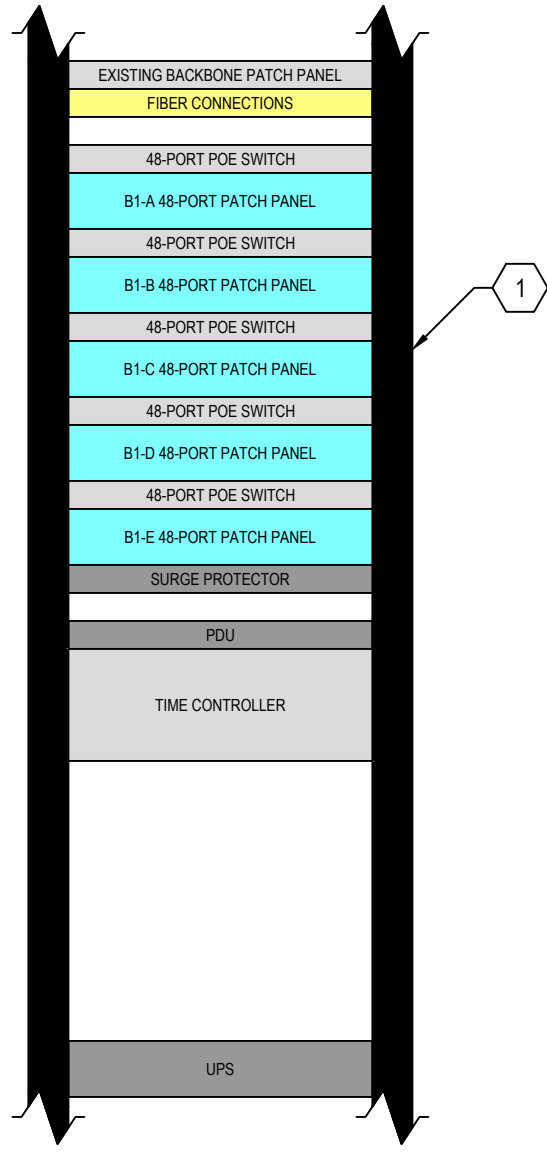 EXISTING BACKBONE PATCH PANEL
FIBER CONNECTIONS
48-PORT POE SWITCH
B1-A 48-PORT PATCH PANEL
48-PORT POE SWITCH
B1-B 48-PORT PATCH PANEL
1
48-PORT POE SWITCH
B1-C 48-PORT PATCH PANEL
48-PORT POE SWITCH
B1-D 48-PORT PATCH PANEL
48-PORT POE SWITCH
B1-E 48-PORT PATCH PANEL
SURGE PROTECTOR
PDU
TIME CONTROLLER
UPS